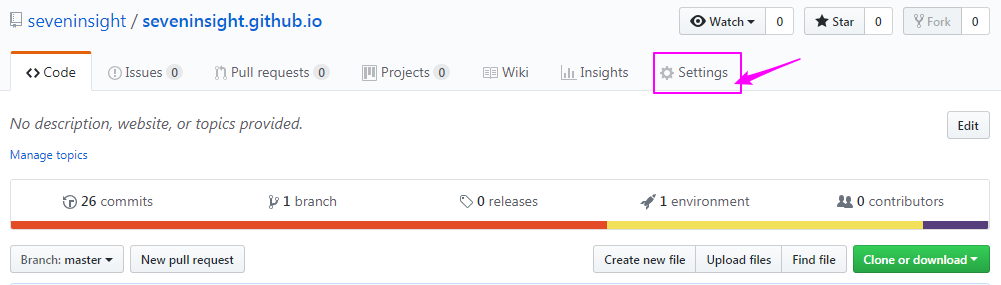 seveninsight / seveninsight.github.io Watch 0 Star 0 Fork 0
Code Issues 0 Pull requests 0 Projects 0 Wiki Insights Settings
No description, website, or topics provided. Edit
Manage topics
26 commits 1 branch 0 releases 1 environment 0 contributors
Branch: master New pull request Create new file Upload files Find file Clone or download